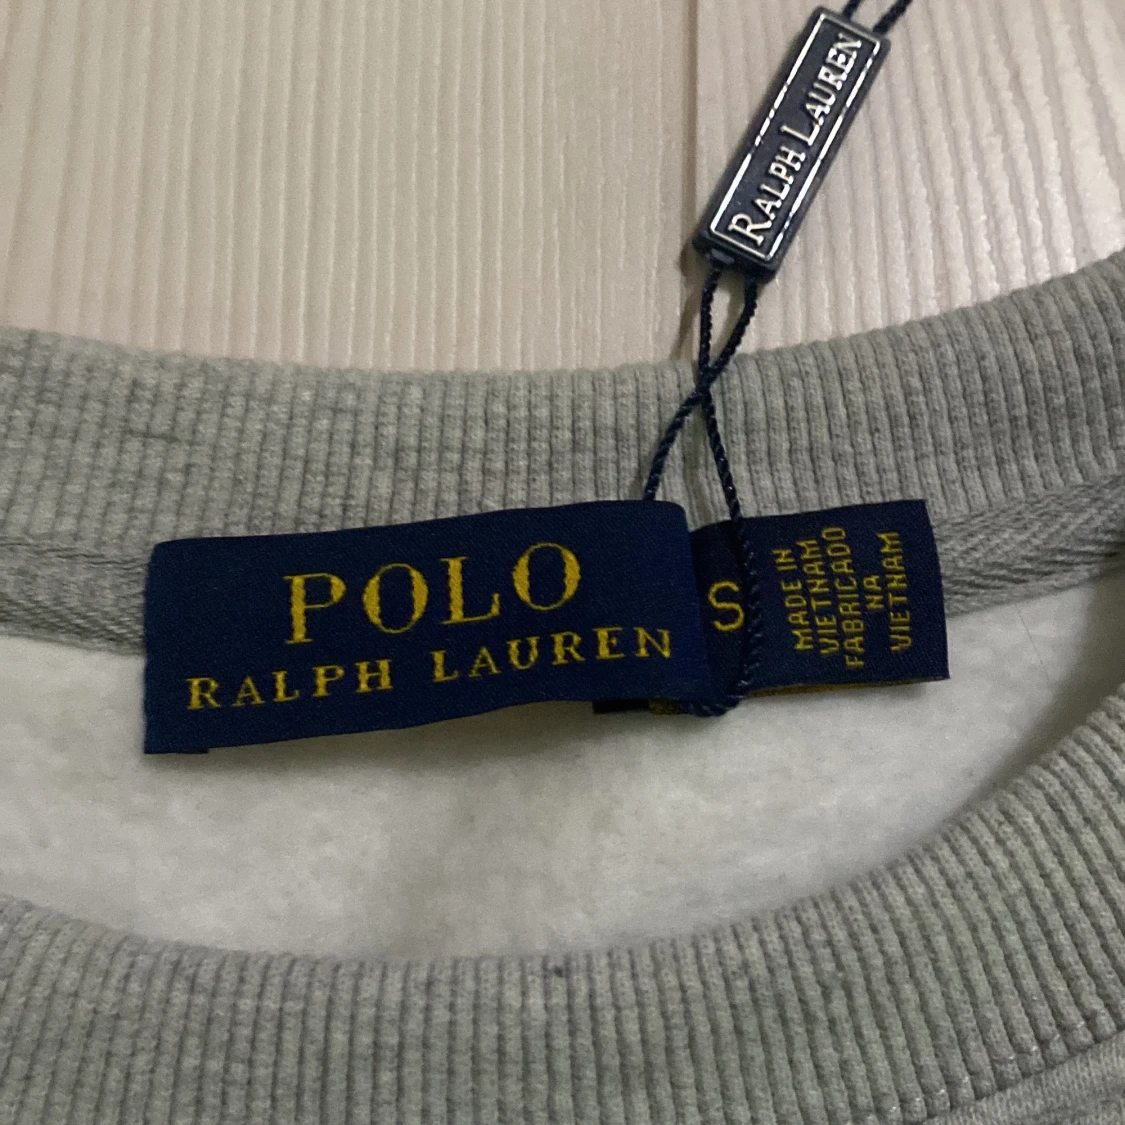 RALPH LAUREN
POLO
RALPH LAUREN
S
MADE IN
VIETNAM
FABRICADO
NA
VIETNAM